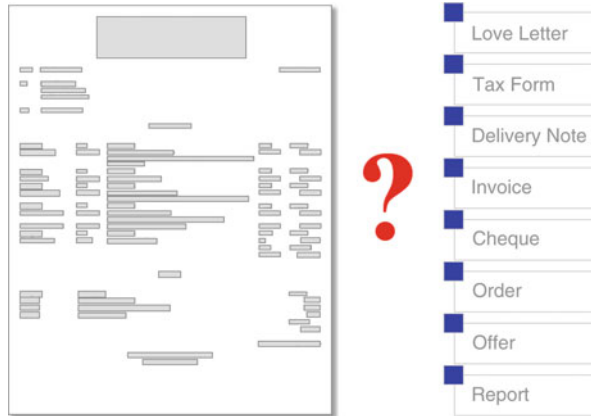 ?
Love Letter
Tax Form
Delivery Note
Invoice
Cheque
Order
Offer
Report